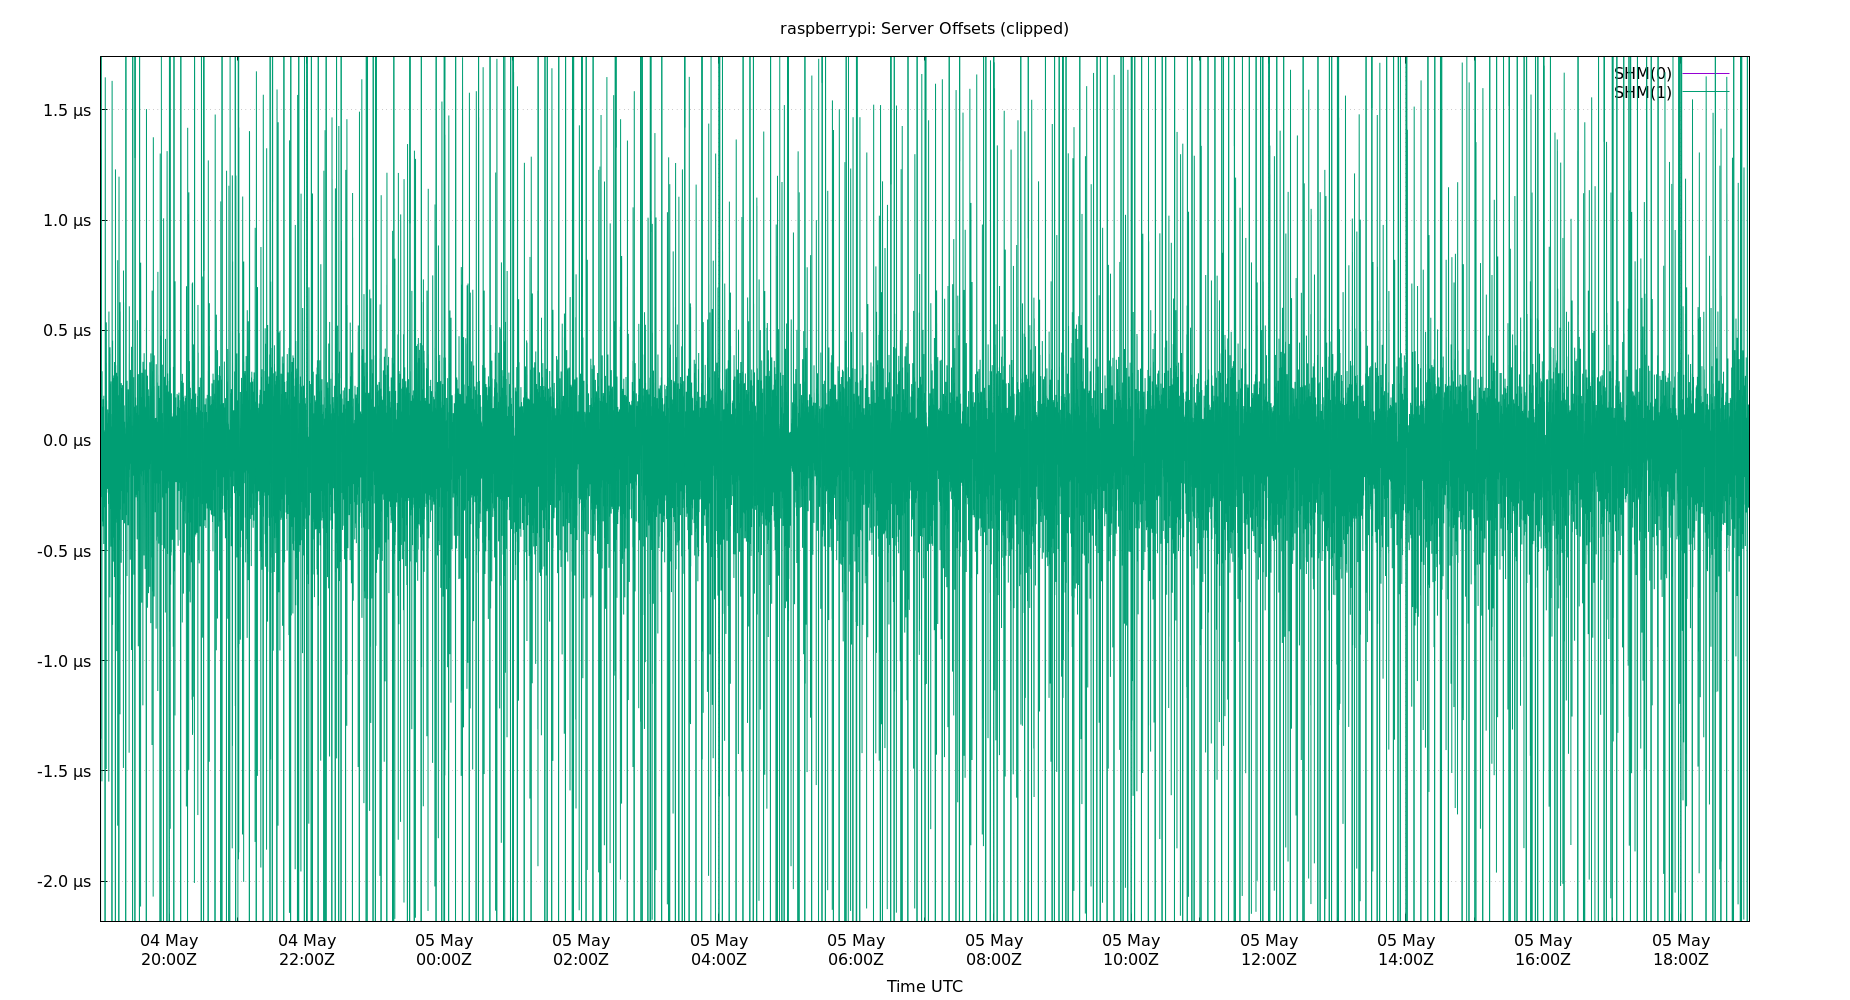 raspberrypi: Server Offsets (clipped)
SHM(0)
SHM(1)
1.5 µs
1.0 µs
0.5 µs
0.0 µs
-0.5 µs
-1.0 µs
-1.5 µs
-2.0 µs
04 May 04 May 05 May 05 May 05 May 05 May 05 May 05 May 05 May 05 May 05 May 05 May
20:00Z 22:00Z 00:00Z 02:00Z 04:00Z 06:00Z 08:00Z 10:00Z 12:00Z 14:00Z 16:00Z 18:00Z
Time UTC